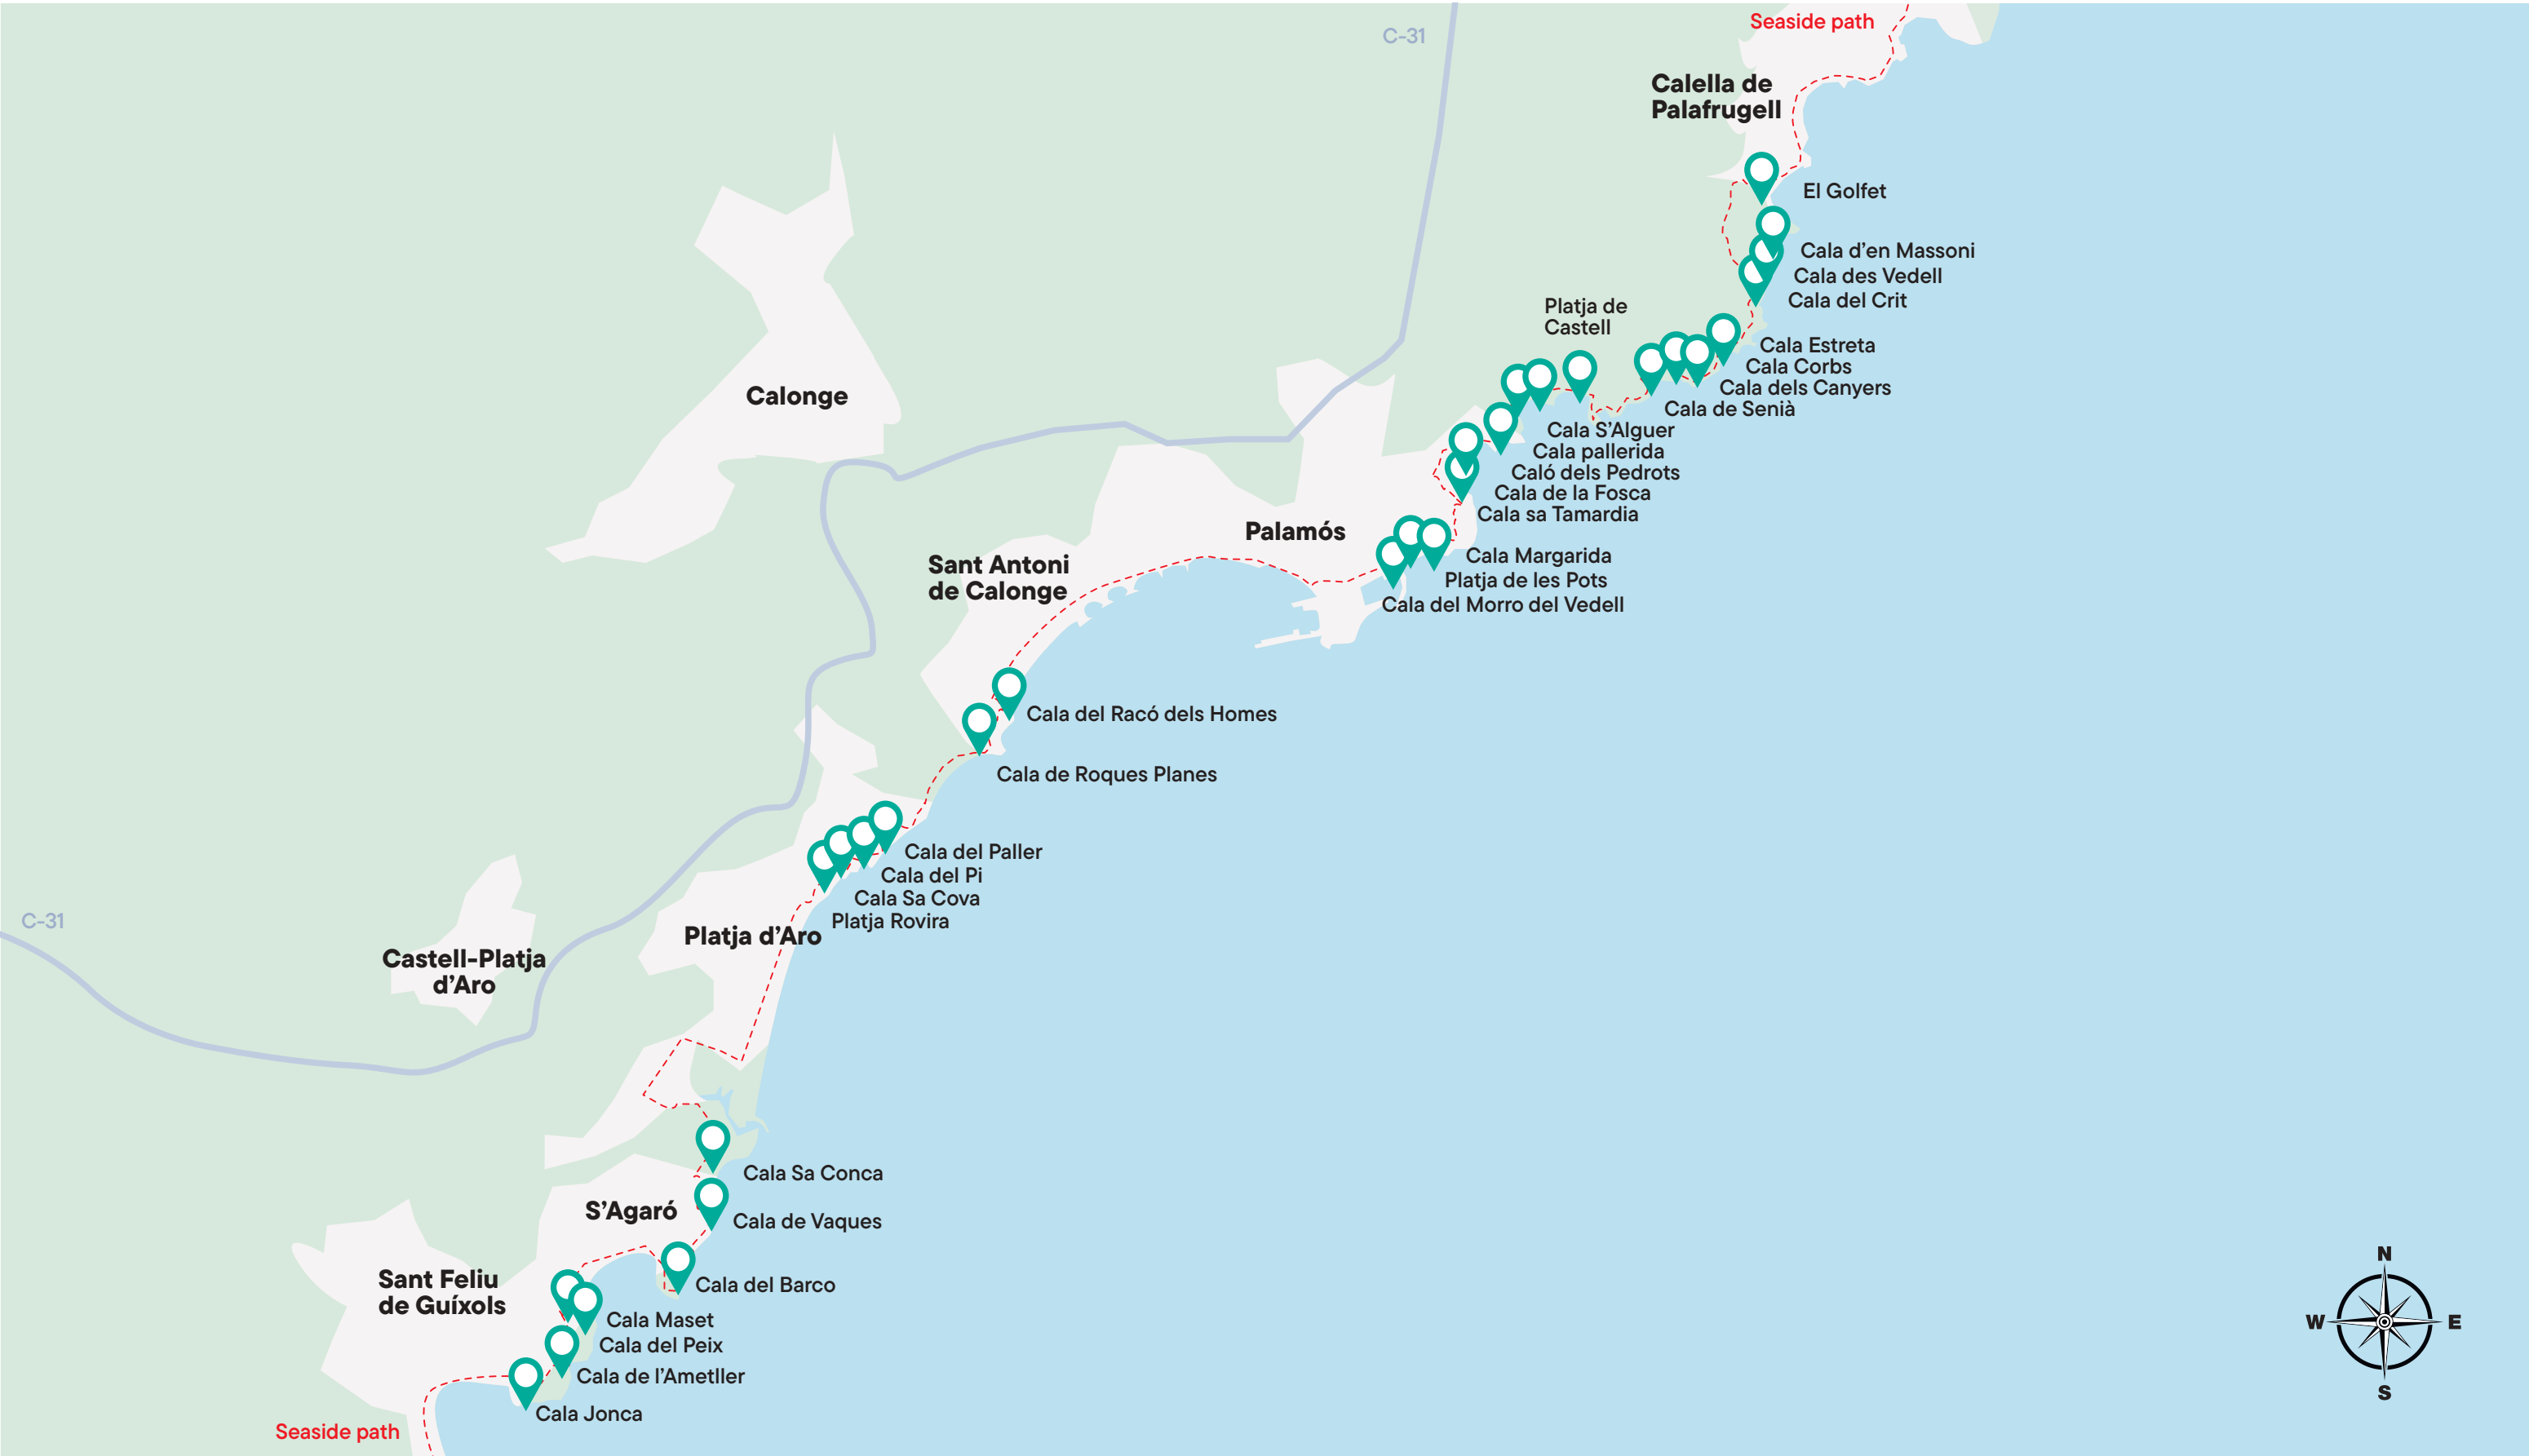 Seaside path
C-31
Calella de
Palafrugell
El Golfet
Cala d’en Massoni
Cala des Vedell
Cala del Crit
Platja de
Castell
Cala Estreta
Cala Corbs
Cala dels Canyers
Cala de Senià
Calonge
Cala S’Alguer
Cala pallerida
Caló dels Pedrots
Cala de la Fosca
Cala sa Tamardia
Palamós
Cala Margarida
Platja de les Pots
Cala del Morro del Vedell
Sant Antoni
de Calonge
Cala del Racó dels Homes
Cala de Roques Planes
Cala del Paller
Cala del Pi
Cala Sa Cova
Platja Rovira
C-31
Platja d’Aro
Castell-Platja
d’Aro
Cala Sa Conca
S’Agaró
Cala de Vaques
Sant Feliu
de Guíxols
Cala del Barco
Cala Maset
Cala del Peix
Cala de l’Ametller
Cala Jonca
Seaside path
N
W
E
S